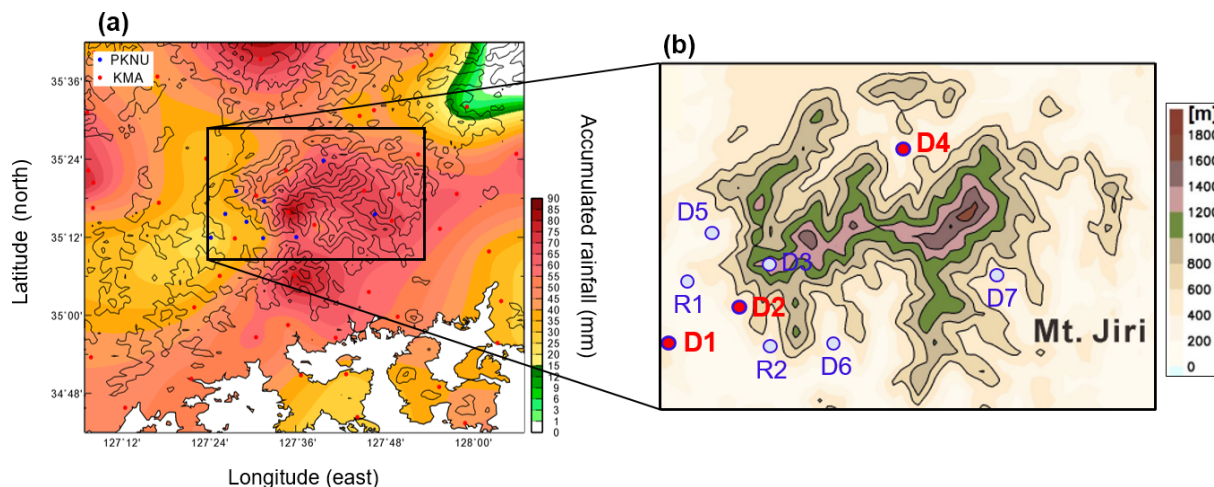 (a)
(b)
PKNU
KMA
35°36'
35°24'
35°12'
35°00'
34°48'
127°12'
127°24'
127°36'
127°48'
128°00'
Latitude (north)
Longitude (east)
Accumulated rainfall (mm)
90
85
80
75
70
65
60
55
50
45
40
35
30
25
20
15
12
9
6
3
1
0
D4
D5
D3
R1
D7
D2
D1
R2
D6
Mt. Jiri
[m]
1800
1600
1400
1200
1000
800
600
400
200
0